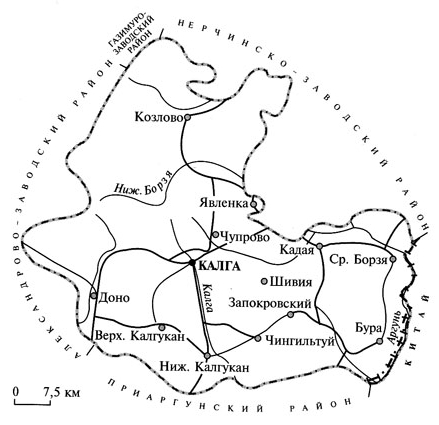 ГАЗИМУРО-
ЗАВОДСКИЙ
РАЙОН
НЕРЧИНСКО-ЗАВОДСКИЙ РАЙОН
АЛЕКСАНДРОВО-ЗАВОДСКИЙ РАЙОН
Козлово
Ниж. Борзя
Явленка
Чупрово
Кадая
КАЛГА
Ср. Борзя
Шивия
Калга
Доно
Запокровский
Аргунь
КИТАЙ
Бура
Верх. Калгукан
Чингильтуй
Ниж. Калгукан
ПРИАРГУНСКИЙ РАЙОН
0 7,5 км